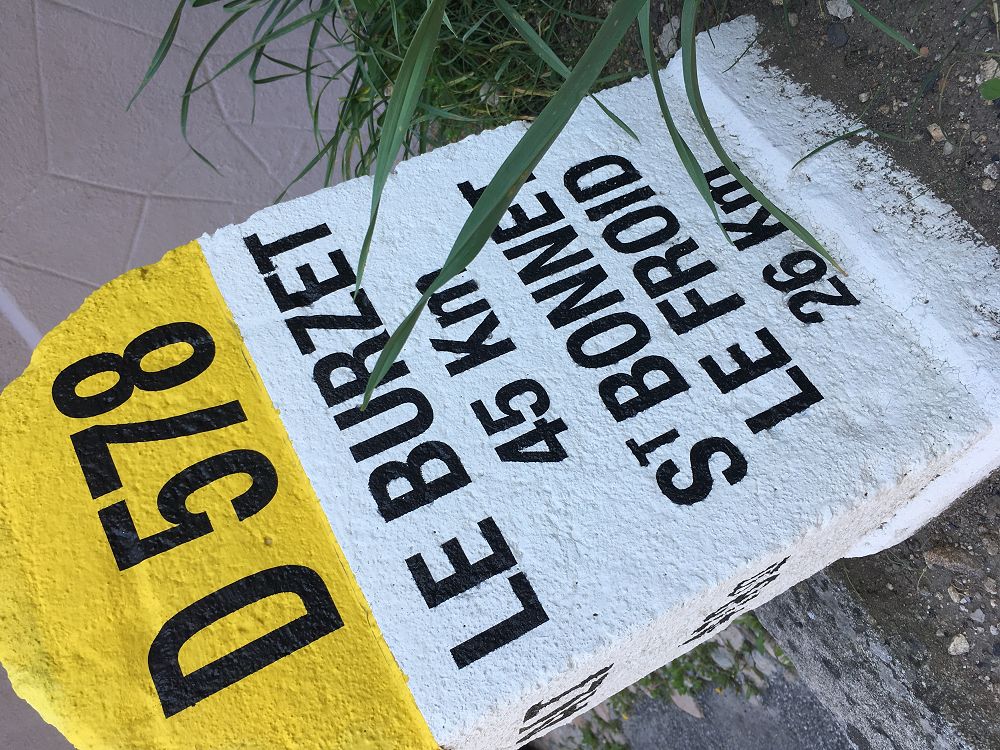 D 578
LE BURZET
45 Km
ST BONNET
LE FROID
26 Km